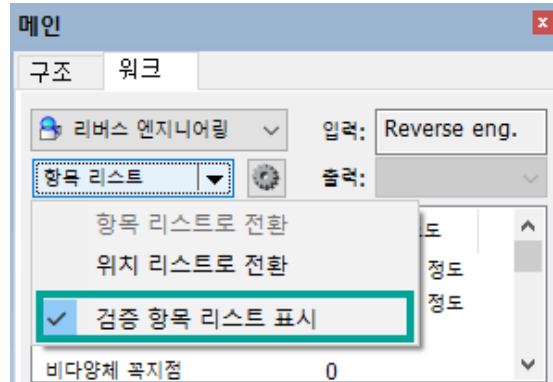 메인
구조 워크
리버스 엔지니어링 입력: Reverse eng.
항목 리스트 출력:
항목 리스트로 전환
위치 리스트로 전환 정도
검증 항목 리스트 표시 정도
비다양체 꼭지점 0